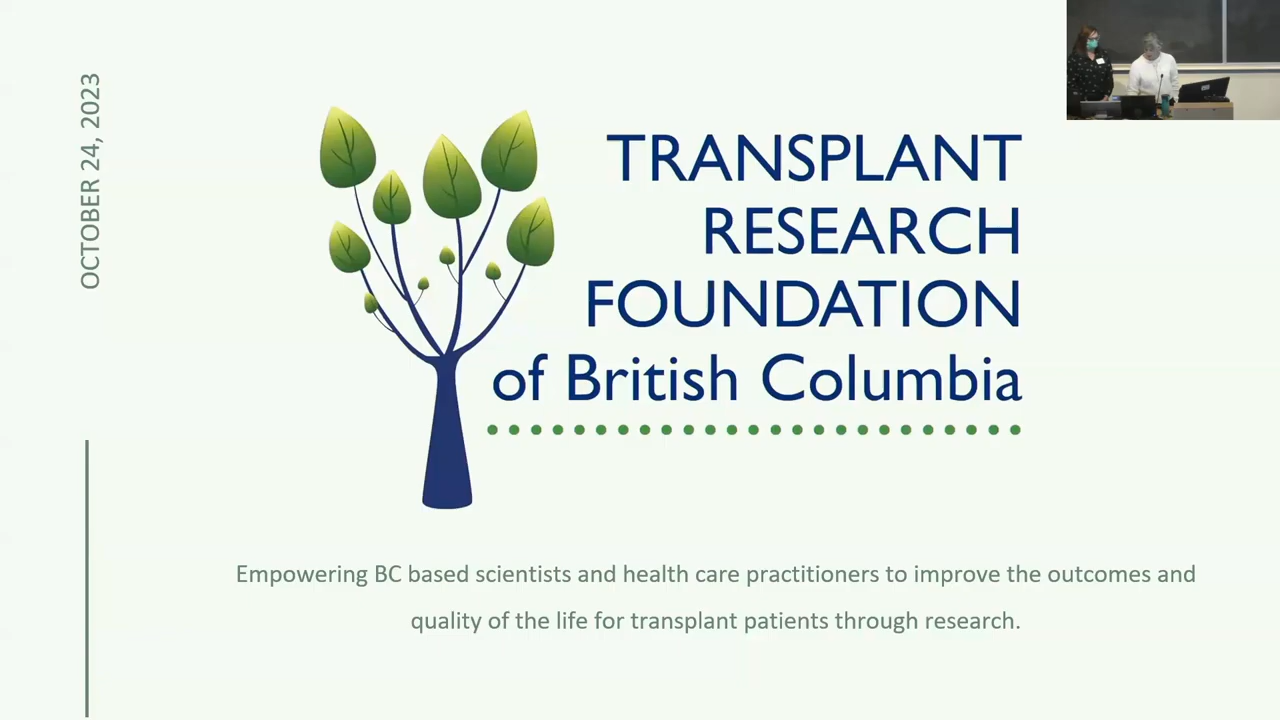 OCTOBER 24, 2023
TRANSPLANT
RESEARCH
FOUNDATION
of British Columbia
Empowering BC based scientists and health care practitioners to improve the outcomes and
quality of the life for transplant patients through research.